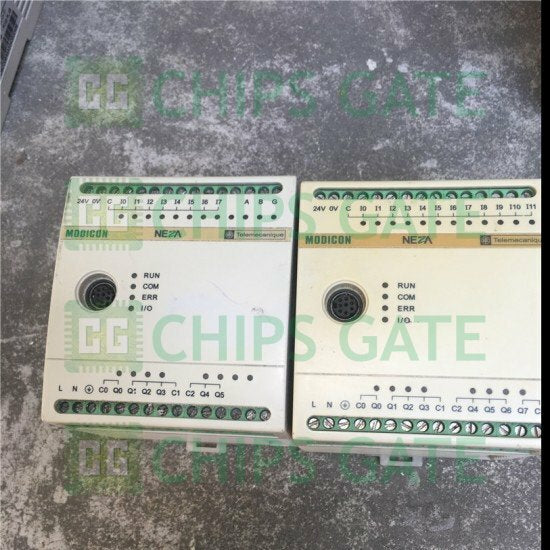 CG CHIPS GATE
24V 0V C I0 I1 I2 I3 I4 I5 I6 I7 A B G
MODICON NEZA Telemecanique
RUN
COM
ERR
I/O
L N C0 Q0 Q1 Q2 Q3 C1 C2 Q4 Q5
24V 0V C I0 I1 I2 I3 I4 I5 I6 I7 I8 I9 I10 I11
MODICON NEZA Telemecanique
RUN
COM
ERR
I/O
L N C0 Q0 Q1 Q2 Q3 C1 C2 Q4 Q5 Q6 Q7
CG CHIPS GATE
CG CHIPS GATE